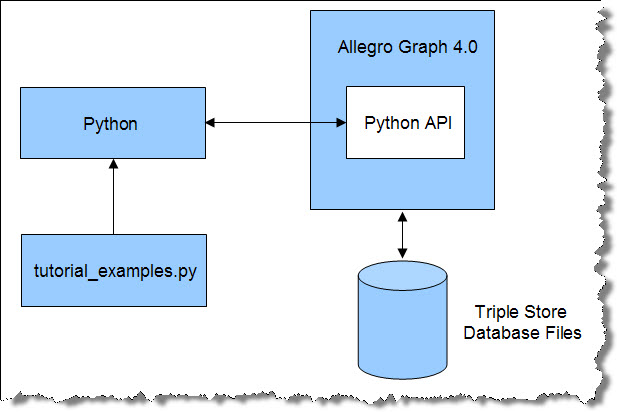 Allegro Graph 4.0
Python
Python API
tutorial_examples.py
Triple Store
Database Files